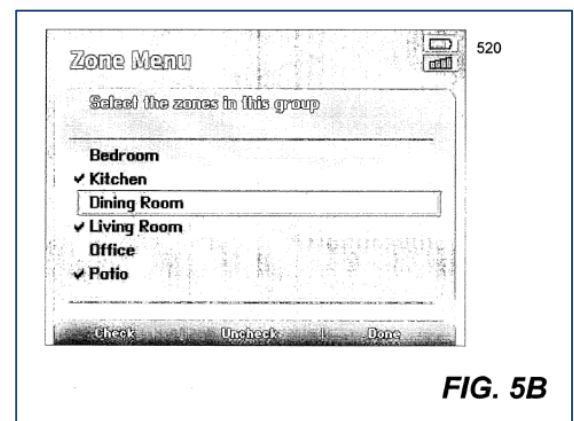 520
Zone Menu
Select the zones in this group
Bedroom
✔ Kitchen
Dining Room
✔ Living Room
Office
✔ Patio
Check | Uncheck | Done
FIG. 5B